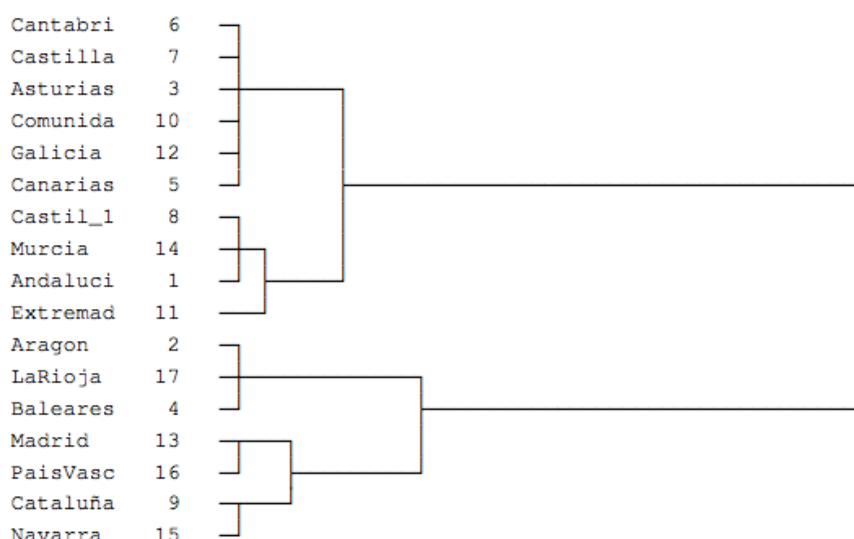 Cantabri 6
Castilla 7
Asturias 3
Comunida 10
Galicia 12
Canarias 5
Castil_1 8
Murcia 14
Andaluci 1
Extremad 11
Aragon 2
LaRioja 17
Baleares 4
Madrid 13
PaisVasc 16
Cataluña 9
Navarra 15